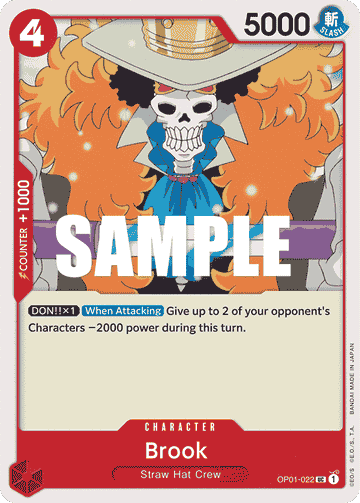 4
5000
斬
SLASH
COUNTER +1000
SAMPLE
DON!!×1 When Attacking Give up to 2 of your opponent's
Characters −2000 power during this turn.
CHARACTER
Brook
Straw Hat Crew
OP01-022 UC 1
©E.O/S. ©E.O./S., T.A. BANDAI MADE IN JAPAN